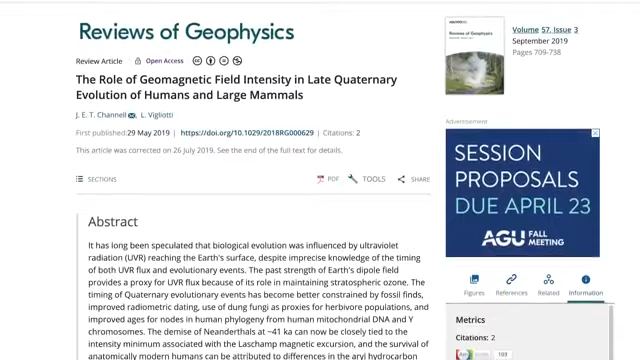 Reviews of Geophysics
Review Article
Open Access
The Role of Geomagnetic Field Intensity in Late Quaternary
Evolution of Humans and Large Mammals
J. E. T. Channell, L. Vigliotti
First published:29 May 2019 | https://doi.org/10.1029/2018RG000629 | Citations: 2
This article was corrected on 26 July 2019. See the end of the full text for details.
SECTIONS
PDF
TOOLS
SHARE
Abstract
It has long been speculated that biological evolution was influenced by ultraviolet
radiation (UVR) reaching the Earth's surface, despite imprecise knowledge of the timing
of both UVR flux and evolutionary events. The past strength of Earth's dipole field
provides a proxy for UVR flux because of its role in maintaining stratospheric ozone. The
timing of Quaternary evolutionary events has become better constrained by fossil finds,
improved radiometric dating, use of dung fungi as proxies for herbivore populations, and
improved ages for nodes in human phylogeny from human mitochondrial DNA and Y
chromosomes. The demise of Neanderthals at ~41 ka can now be closely tied to the
intensity minimum associated with the Laschamp magnetic excursion, and the survival of
anatomically modern humans can be attributed to differences in the aryl hydrocarbon
Reviews of Geophysics
Volume 57, Issue 3
September 2019
Pages 709-738
Advertisement
SESSION
PROPOSALS
DUE APRIL 23
AGU FALL
MEETING
Figures
References
Related
Information
Metrics
Citations: 2
Am
103